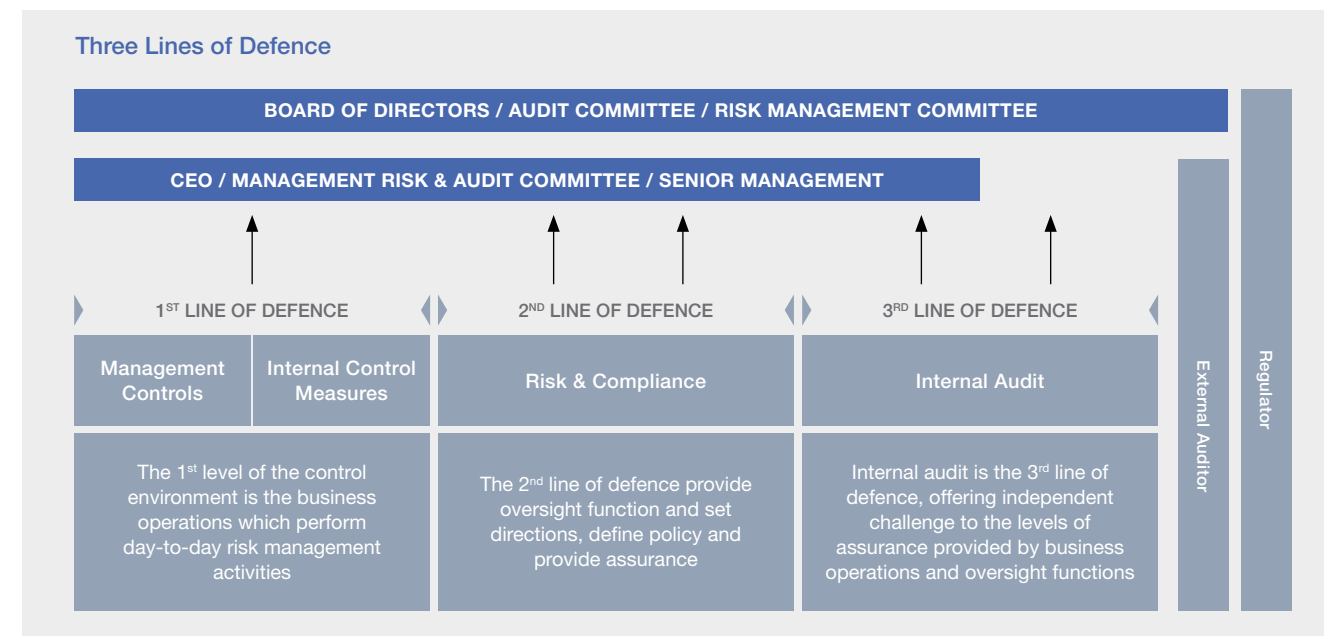 Three Lines of Defence
BOARD OF DIRECTORS / AUDIT COMMITTEE / RISK MANAGEMENT COMMITTEE
CEO / MANAGEMENT RISK & AUDIT COMMITTEE / SENIOR MANAGEMENT
1ST LINE OF DEFENCE
Management
Controls
Internal Control
Measures
The 1st level of the control
environment is the business
operations which perform
day-to-day risk management
activities
2ND LINE OF DEFENCE
Risk & Compliance
The 2nd line of defence provide
oversight function and set
directions, define policy and
provide assurance
3RD LINE OF DEFENCE
Internal Audit
Internal audit is the 3rd line of
defence, offering independent
challenge to the levels of
assurance provided by business
operations and oversight functions
External Auditor
Regulator